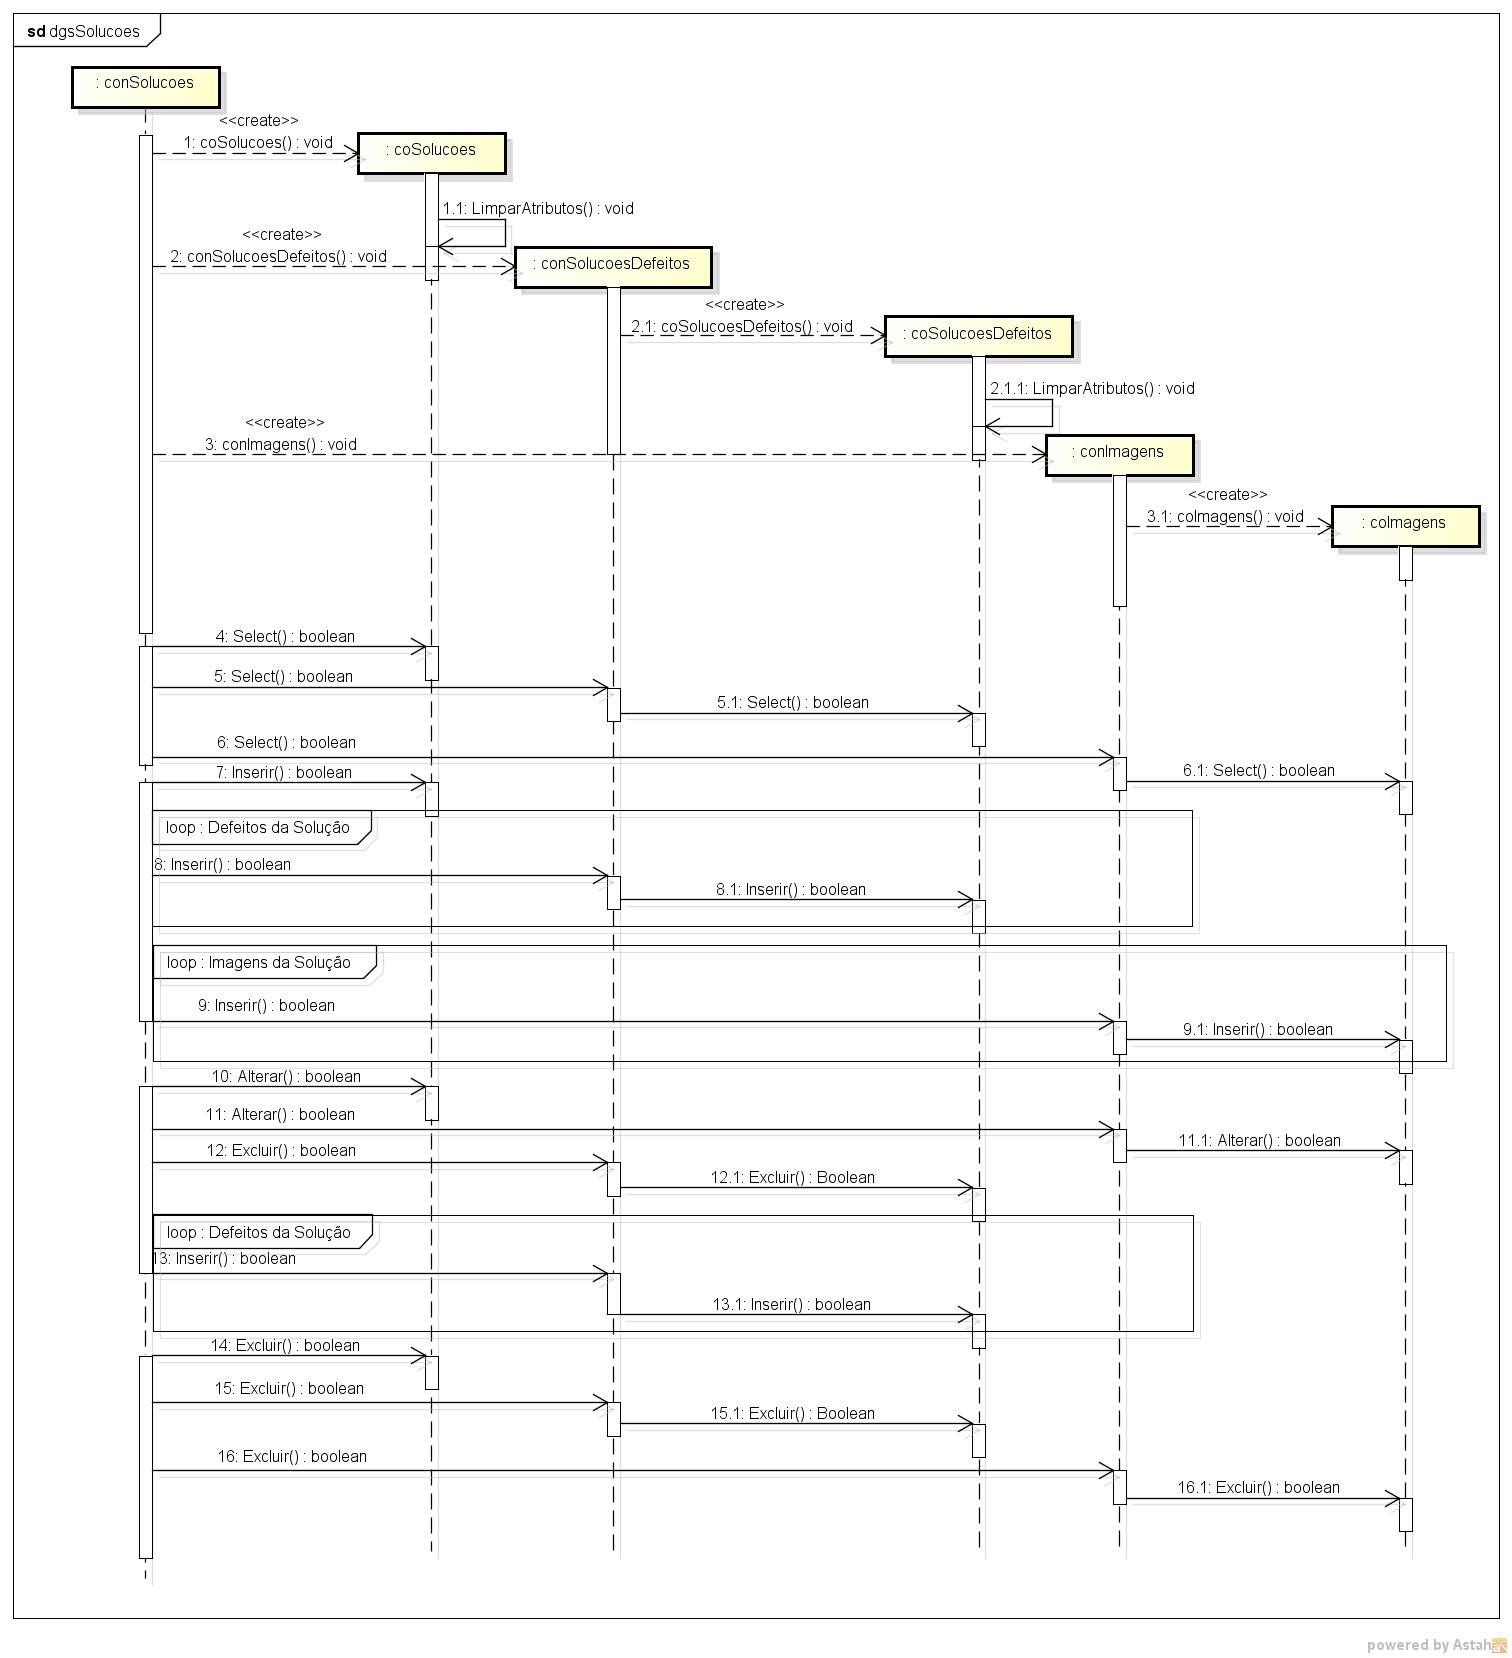 sd dgsSolucoes
: conSolucoes
<<create>>
1: coSolucoes() : void
: coSolucoes
1.1: LimparAtributos() : void
<<create>>
2: conSolucoesDefeitos() : void
: conSolucoesDefeitos
<<create>>
2.1: coSolucoesDefeitos() : void
: coSolucoesDefeitos
2.1.1: LimparAtributos() : void
<<create>>
3: conImagens() : void
: conImagens
<<create>>
3.1: coImagens() : void
: coImagens
4: Select() : boolean
5: Select() : boolean
5.1: Select() : boolean
6: Select() : boolean
6.1: Select() : boolean
7: Inserir() : boolean
loop : Defeitos da Solução
8: Inserir() : boolean
8.1: Inserir() : boolean
loop : Imagens da Solução
9: Inserir() : boolean
9.1: Inserir() : boolean
10: Alterar() : boolean
11: Alterar() : boolean
11.1: Alterar() : boolean
12: Excluir() : boolean
12.1: Excluir() : Boolean
loop : Defeitos da Solução
13: Inserir() : boolean
13.1: Inserir() : boolean
14: Excluir() : boolean
15: Excluir() : boolean
15.1: Excluir() : Boolean
16: Excluir() : boolean
16.1: Excluir() : boolean
powered by Astah